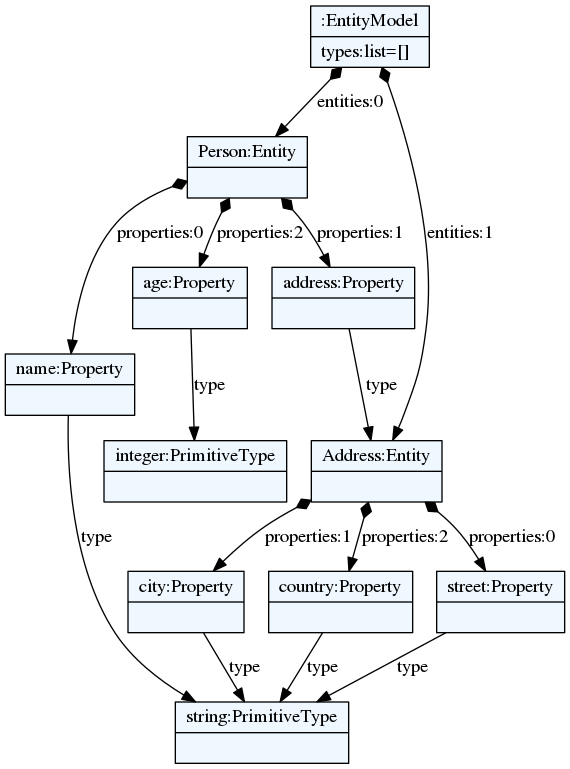 :EntityModel
types:list=[]
entities:0
Person:Entity
properties:0
properties:2
properties:1
entities:1
age:Property
address:Property
name:Property
type
type
integer:PrimitiveType
Address:Entity
type
properties:1
properties:2
properties:0
city:Property
country:Property
street:Property
type
type
type
string:PrimitiveType